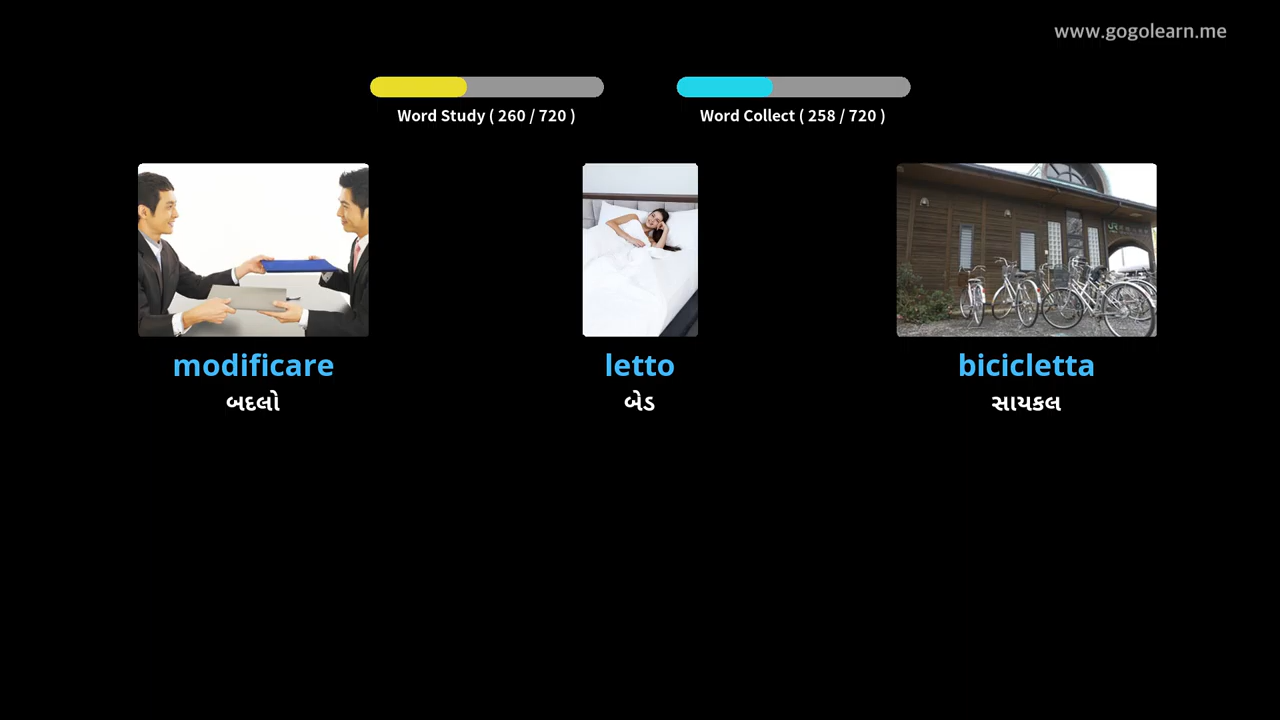 www.gogolearn.me
Word Study ( 260 / 720 )
Word Collect ( 258 / 720 )
modificare
letto
bicicletta
બદલો
બેડ
સાયકલ